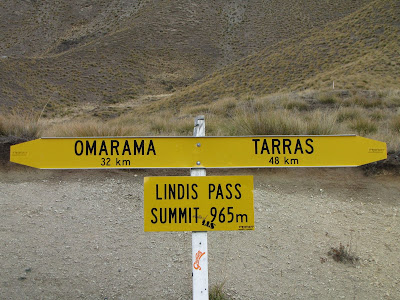 OMARAMA
32 km
TARRAS
48 km
LINDIS PASS
SUMMIT 965m